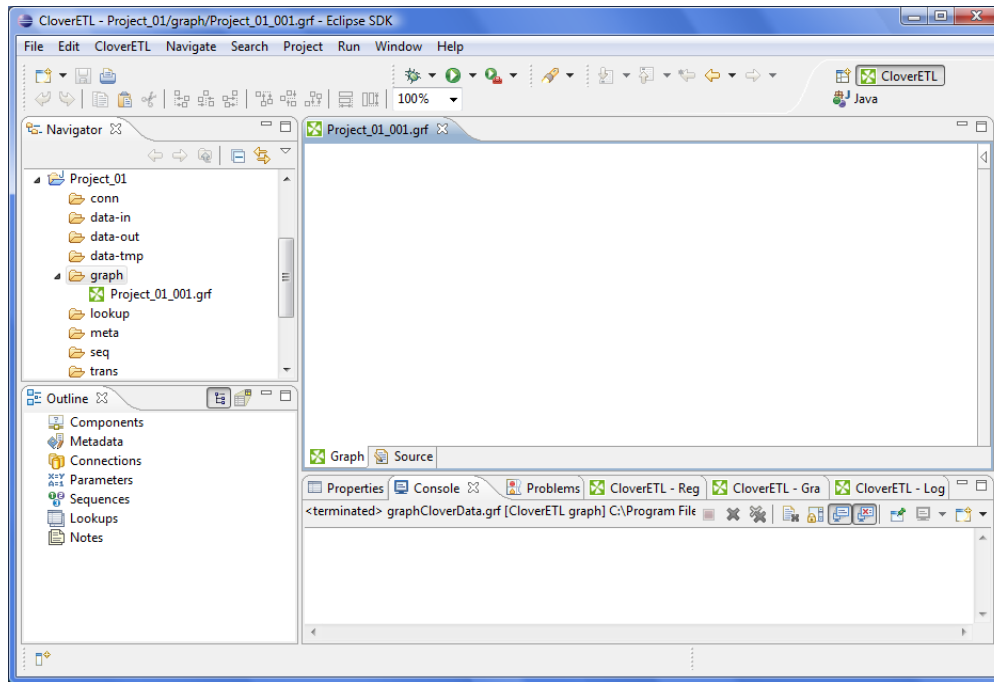 CloverETL - Project_01/graph/Project_01_001.grf - Eclipse SDK
File Edit CloverETL Navigate Search Project Run Window Help
CloverETL
100%
Java
Navigator
Project_01
conn
data-in
data-out
data-tmp
graph
Project_01_001.grf
lookup
meta
seq
trans
Outline
Components
Metadata
Connections
Parameters
Sequences
Lookups
Notes
Project_01_001.grf
Graph Source
Properties Console Problems CloverETL - Reg CloverETL - Gra CloverETL - Log
<terminated> graphCloverData.grf [CloverETL graph] C:\Program File